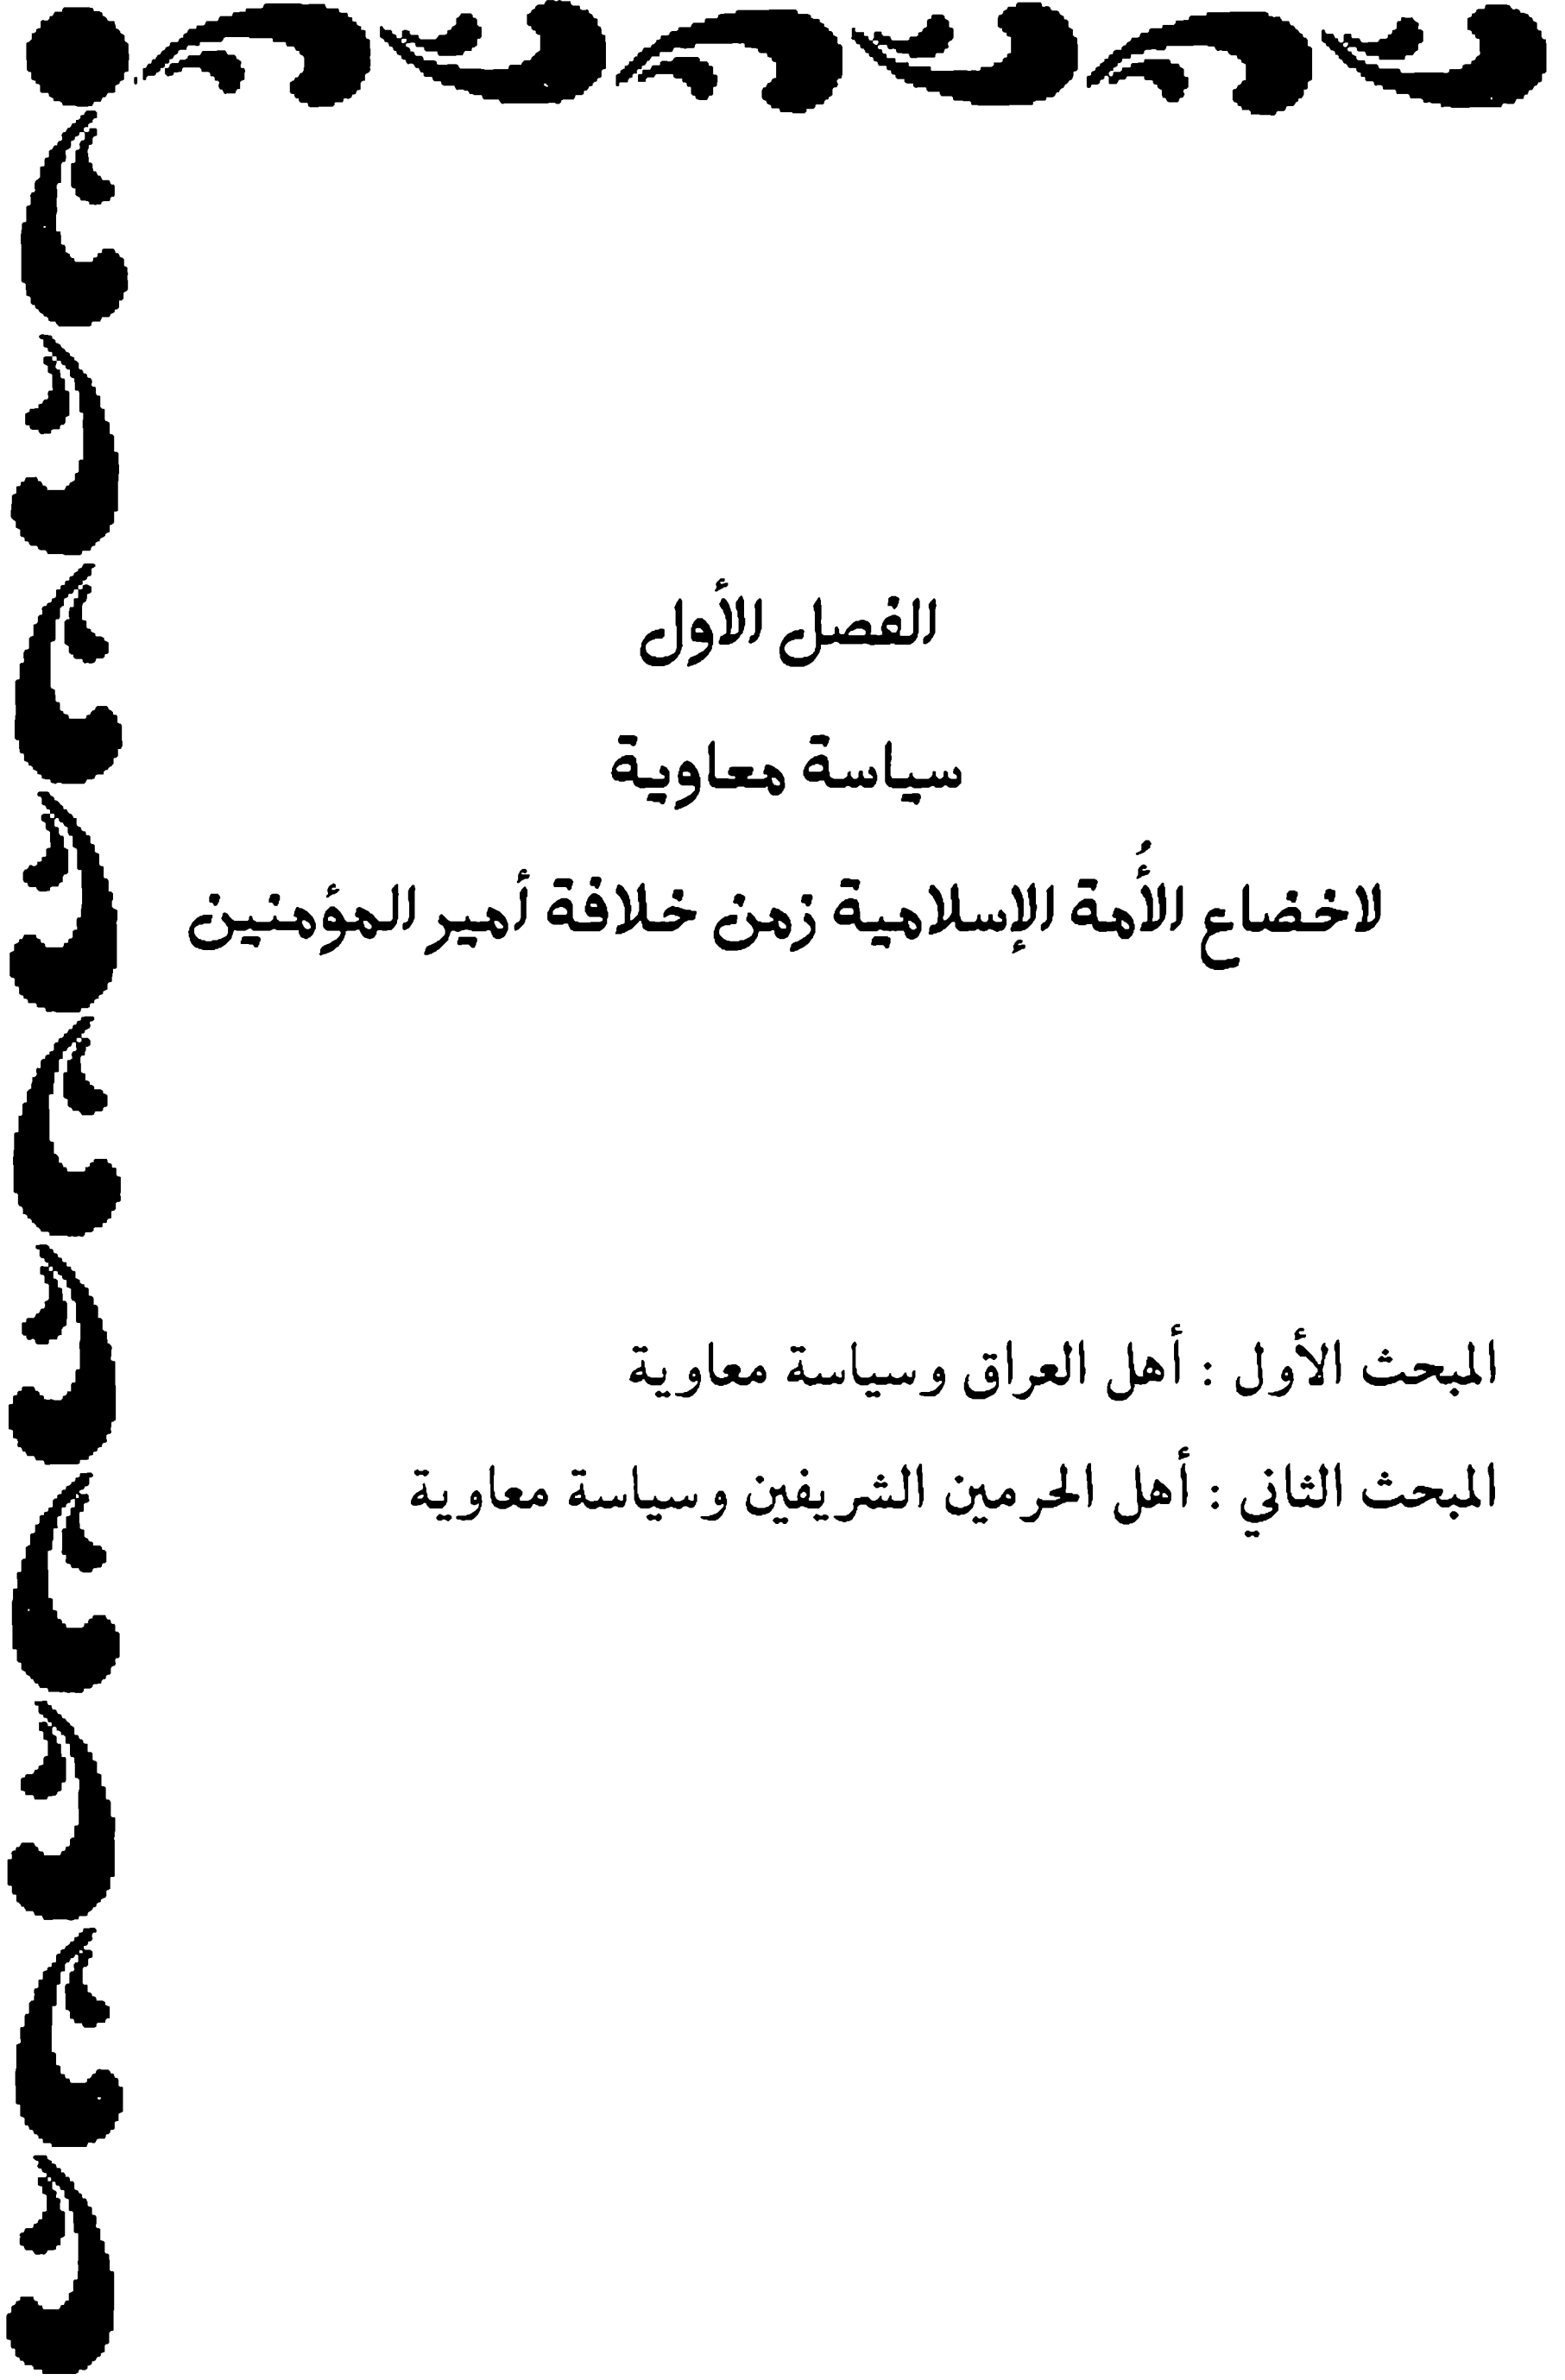 الفصل الأول
سياسة معاوية
لاخضاع الأُمة الإسلامية زمن خلافة أمير المؤمنين
المبحث الأول : أهل العراق وسياسة معاوية
المبحث الثاني : أهل الحرمين الشريفين وسياسة معاوية